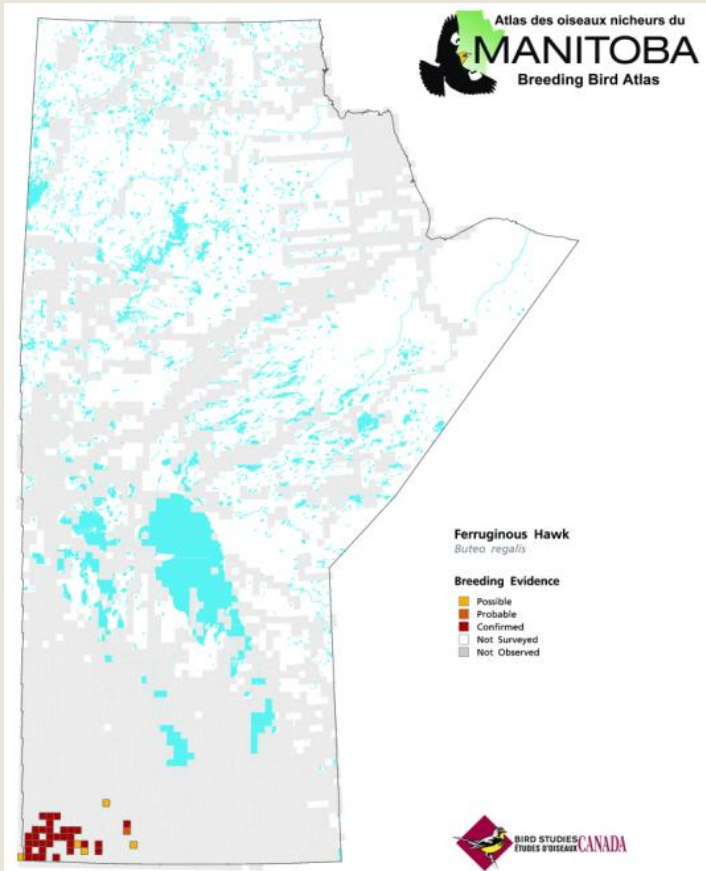 Atlas des oiseaux nicheurs du
MANITOBA
Breeding Bird Atlas
Ferruginous Hawk
Buteo regalis
Breeding Evidence
Possible
Probable
Confirmed
Not Surveyed
Not Observed
BIRD STUDIES
ÉTUDES D'OISEAUX CANADA